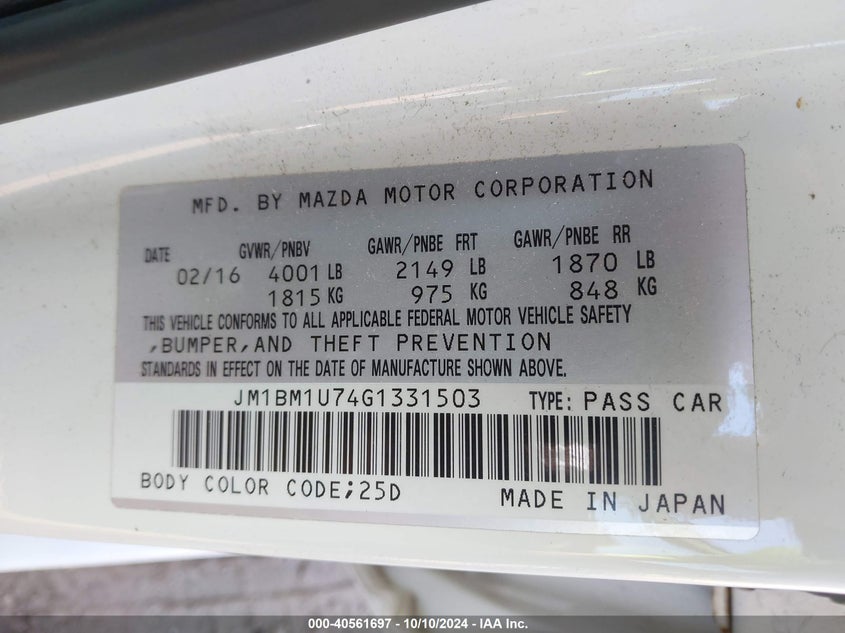 MFD. BY MAZDA MOTOR CORPORATION
DATE GVWR/PNBV GAWR/PNBE FRT GAWR/PNBE RR
02/16 4001 LB 2149 LB 1870 LB
1815 KG 975 KG 848 KG
THIS VEHICLE CONFORMS TO ALL APPLICABLE FEDERAL MOTOR VEHICLE SAFETY
,BUMPER,AND THEFT PREVENTION
STANDARDS IN EFFECT ON THE DATE OF MANUFACTURE SHOWN ABOVE.
JM1BM1U74G1331503 TYPE: PASS CAR
BODY COLOR CODE;25D MADE IN JAPAN
000-40561697 - 10/10/2024 - IAA Inc.